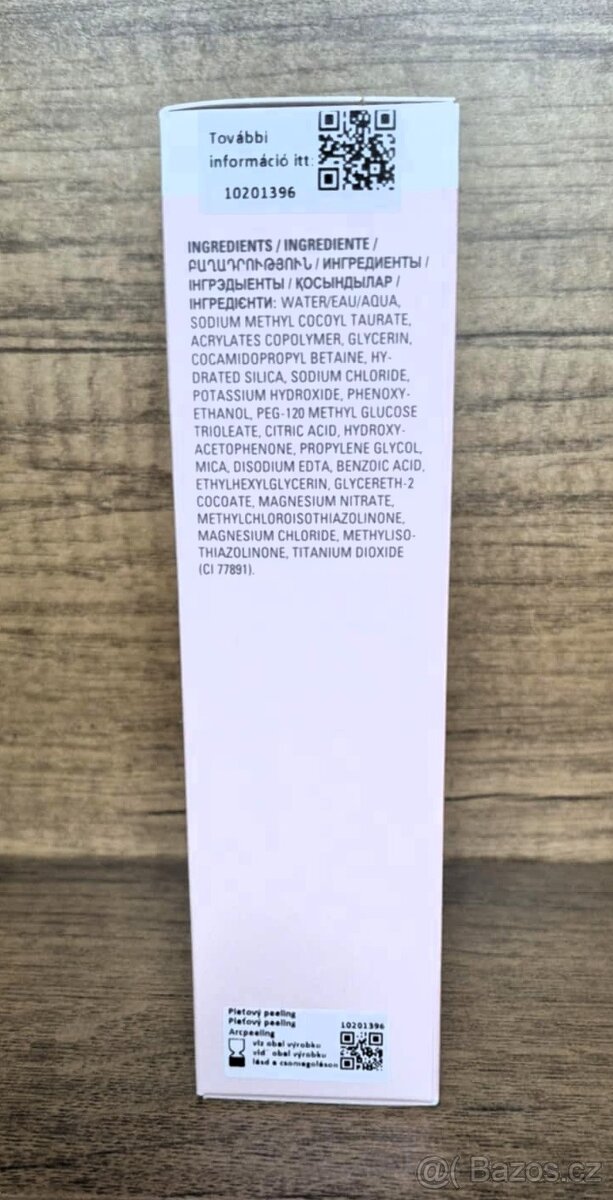 További
információ itt:
10201396
INGREDIENTS / INGREDIENTE /
ԲԱՂԱԴՐՈՒԹՅՈՒՆ / ИНГРЕДИЕНТЫ /
ІНГРЭДЫЕНТЫ / ҚОСЫНДЫЛАР /
ІНГРЕДІЄНТИ: WATER/EAU/AQUA,
SODIUM METHYL COCOYL TAURATE,
ACRYLATES COPOLYMER, GLYCERIN,
COCAMIDOPROPYL BETAINE, HY-
DRATED SILICA, SODIUM CHLORIDE,
POTASSIUM HYDROXIDE, PHENOXY-
ETHANOL, PEG-120 METHYL GLUCOSE
TRIOLEATE, CITRIC ACID, HYDROXY-
ACETOPHENONE, PROPYLENE GLYCOL,
MICA, DISODIUM EDTA, BENZOIC ACID,
ETHYLHEXYLGLYCERIN, GLYCERETH-2
COCOATE, MAGNESIUM NITRATE,
METHYLCHLOROISOTHIAZOLINONE,
MAGNESIUM CHLORIDE, METHYLISO-
THIAZOLINONE, TITANIUM DIOXIDE
(CI 77891).
Pleťový peeling
Pleťový peeling
Arcpeeling
10201396
viz obal výrobku
viď obal výrobku
lásd a csomagoláson
@( Bazos.cz